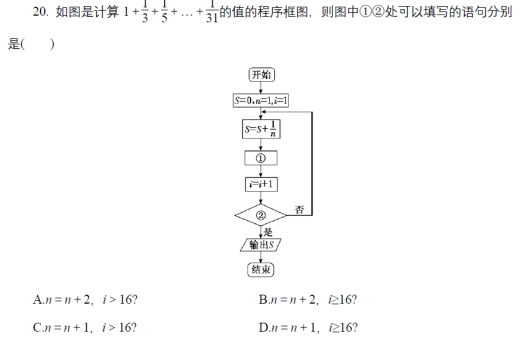 20. 如图是计算 1+1/3+1/5+…+1/31的值的程序框图，则图中①②处可以填写的语句分别
是(　　)
开始
S=0,n=1,i=1
S=S+1/n
①
i=i+1
② 否
是
输出S
结束
A.n=n+2，i>16? B.n=n+2，i≥16?
C.n=n+1，i>16? D.n=n+1，i≥16?